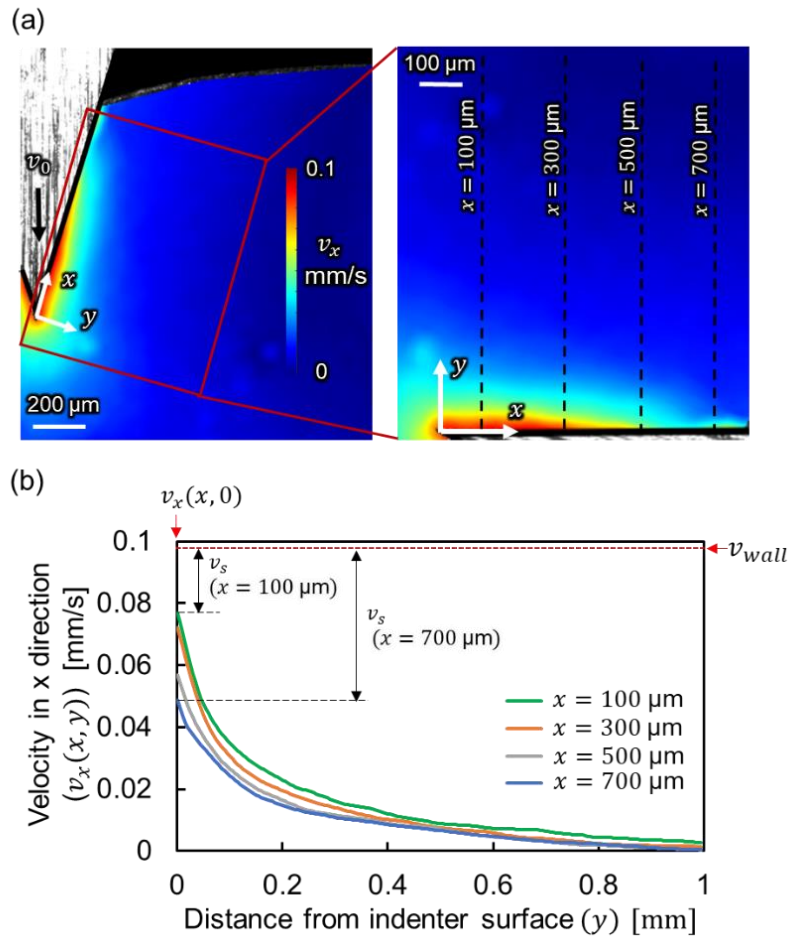 (a)
v₀
x
y
200 μm
0.1
vₓ
mm/s
0
100 μm
x = 100 μm
x = 300 μm
x = 500 μm
x = 700 μm
y
x
(b)
vₓ(x, 0)
0.1
0.08
0.06
0.04
0.02
0
Velocity in x direction
(vₓ(x, y)) [mm/s]
v_wall
v_s
(x = 100 μm)
v_s
(x = 700 μm)
x = 100 μm
x = 300 μm
x = 500 μm
x = 700 μm
0
0.2
0.4
0.6
0.8
1
Distance from indenter surface (y) [mm]